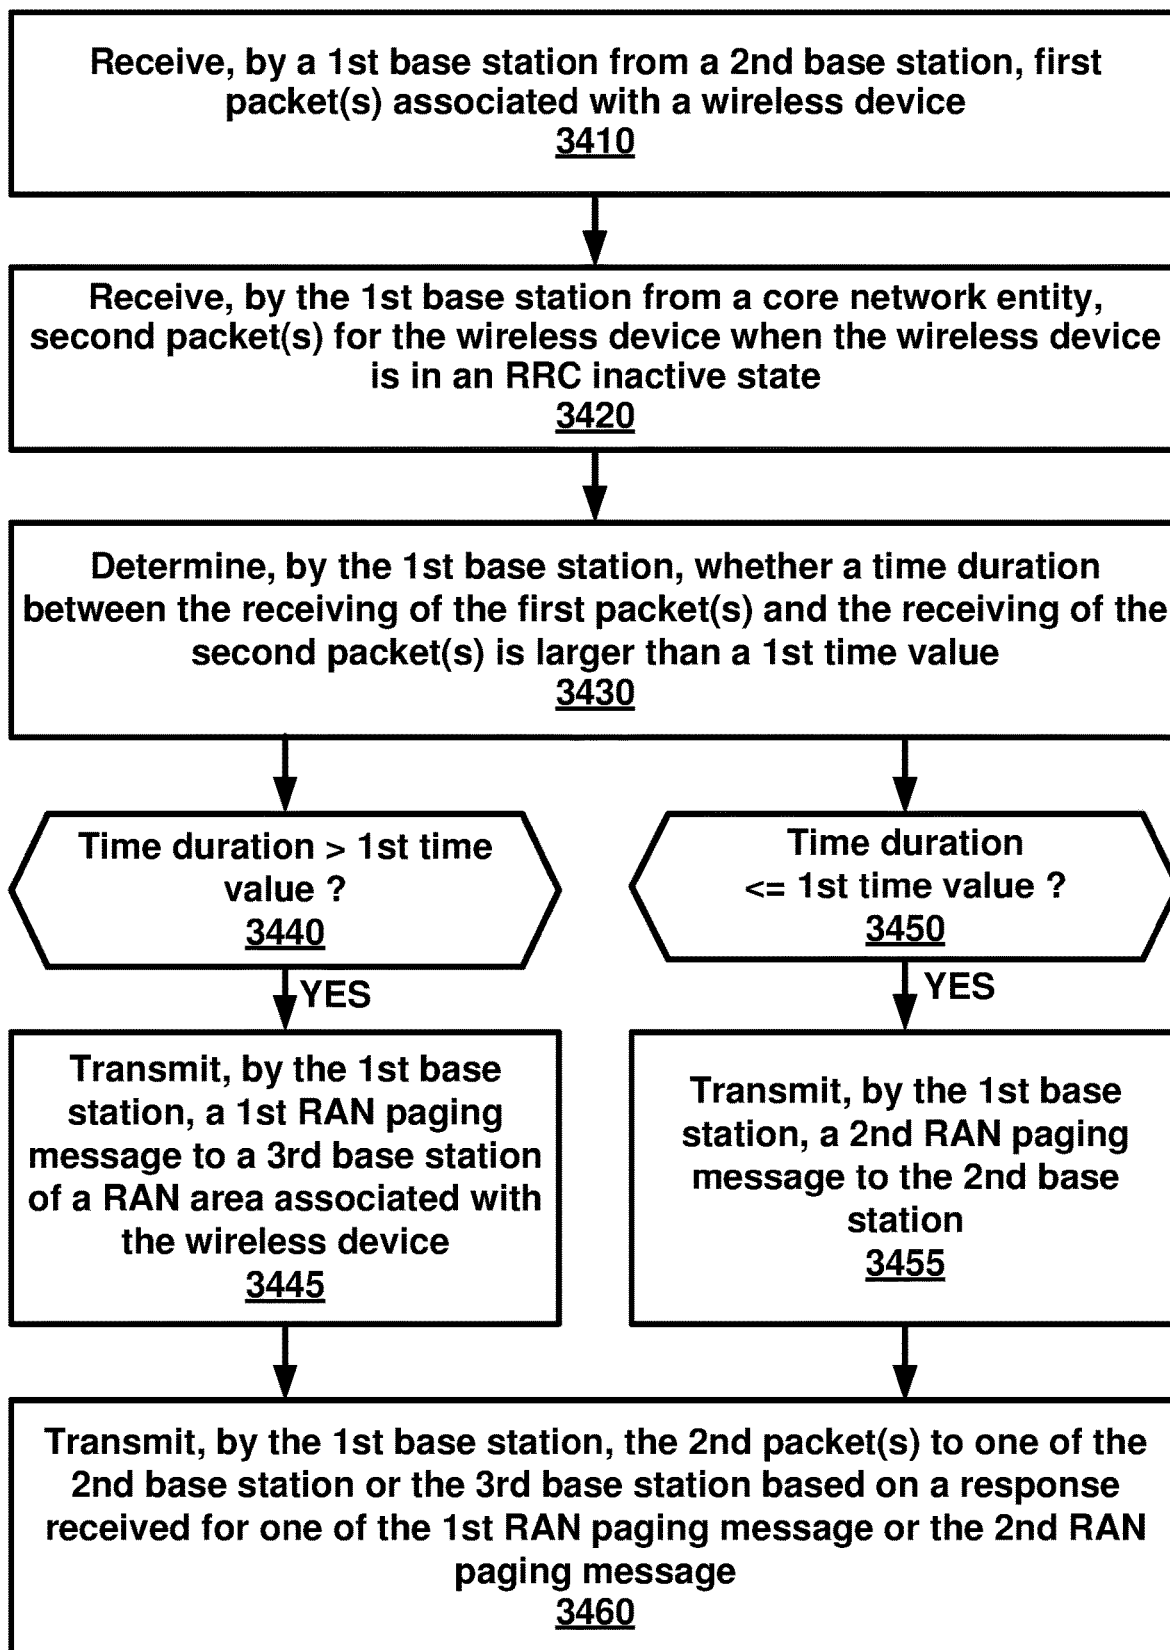 Receive, by a 1st base station from a 2nd base station, first
packet(s) associated with a wireless device
3410
Receive, by the 1st base station from a core network entity,
second packet(s) for the wireless device when the wireless device
is in an RRC inactive state
3420
Determine, by the 1st base station, whether a time duration
between the receiving of the first packet(s) and the receiving of the
second packet(s) is larger than a 1st time value
3430
Time duration > 1st time
value ?
3440
YES
Transmit, by the 1st base
station, a 1st RAN paging
message to a 3rd base station
of a RAN area associated with
the wireless device
3445
Time duration
<= 1st time value ?
3450
YES
Transmit, by the 1st base
station, a 2nd RAN paging
message to the 2nd base
station
3455
Transmit, by the 1st base station, the 2nd packet(s) to one of the
2nd base station or the 3rd base station based on a response
received for one of the 1st RAN paging message or the 2nd RAN
paging message
3460